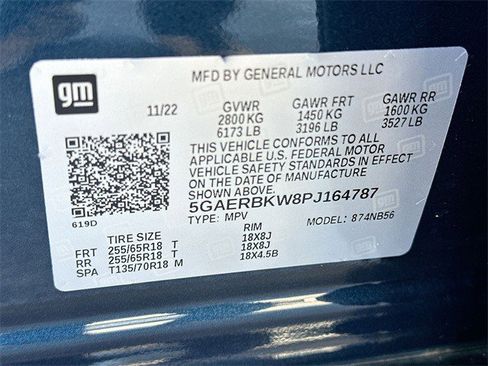 gm
MFD BY GENERAL MOTORS LLC
11/22 GVWR GAWR FRT GAWR RR
2800 KG 1450 KG 1600 KG
6173 LB 3196 LB 3527 LB
THIS VEHICLE CONFORMS TO ALL
APPLICABLE U.S. FEDERAL MOTOR
VEHICLE SAFETY STANDARDS IN EFFECT
ON THE DATE OF MANUFACTURE
SHOWN ABOVE.
5GAERBKW8PJ164787
619D TYPE: MPV MODEL: 874NB56
TIRE SIZE RIM
FRT 255/65R18 T 18X8J
RR 255/65R18 T 18X8J
SPA T135/70R18 M 18X4.5B